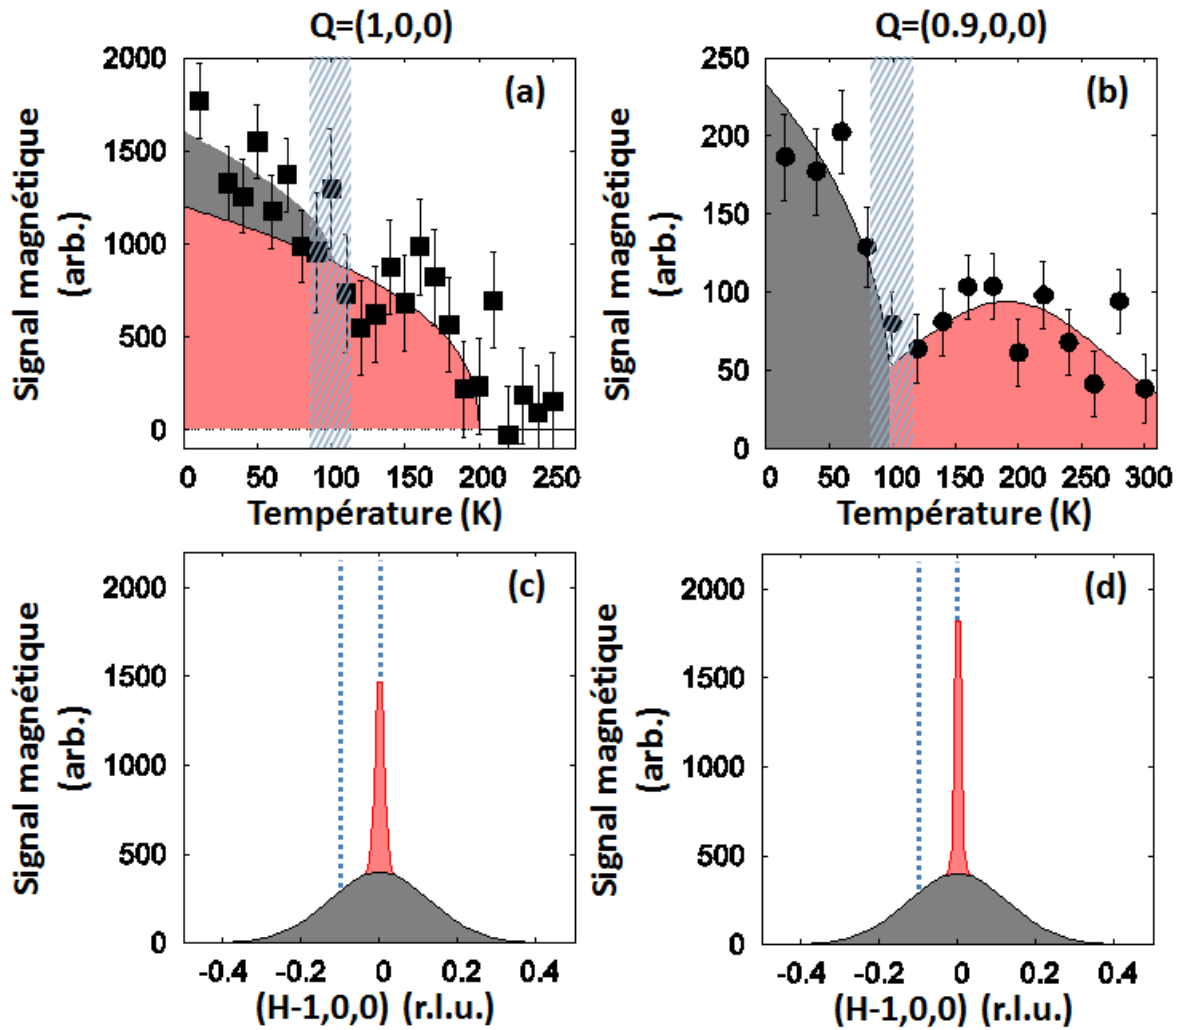 Q=(1,0,0)
Q=(0.9,0,0)
(a)
2000
1500
1000
500
0
Signal magnétique
(arb.)
0 50 100 150 200 250
Température (K)
(b)
250
200
150
100
50
0
Signal magnétique
(arb.)
0 50 100 150 200 250 300
Température (K)
(c)
2000
1500
1000
500
0
Signal magnétique
(arb.)
-0.4 -0.2 0 0.2 0.4
(H-1,0,0) (r.l.u.)
(d)
2000
1500
1000
500
0
Signal magnétique
(arb.)
-0.4 -0.2 0 0.2 0.4
(H-1,0,0) (r.l.u.)